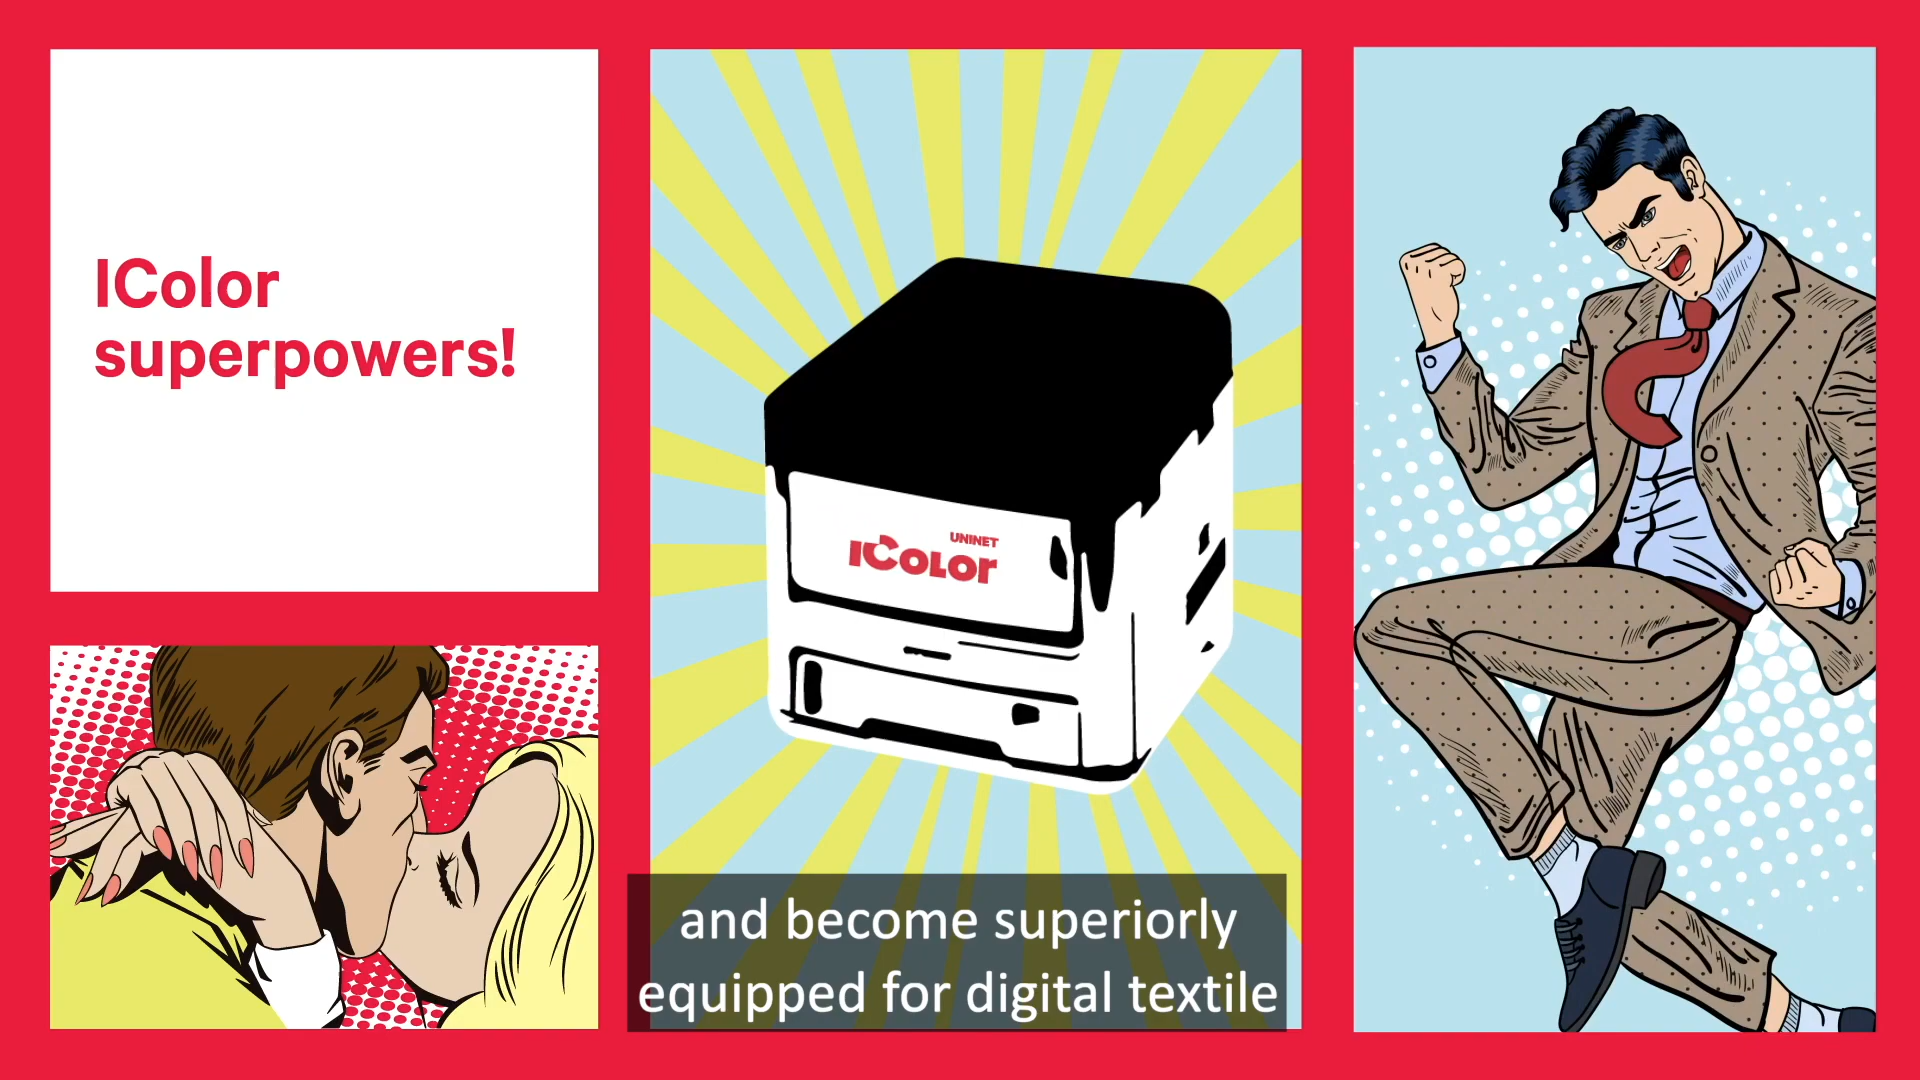 IColor
superpowers!
UNINET
IColor
and become superiorly
equipped for digital textile